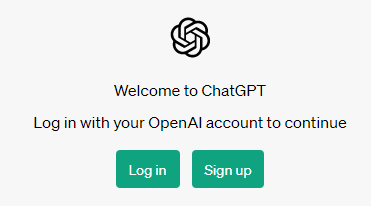 Welcome to ChatGPT
Log in with your OpenAI account to continue
Log in Sign up